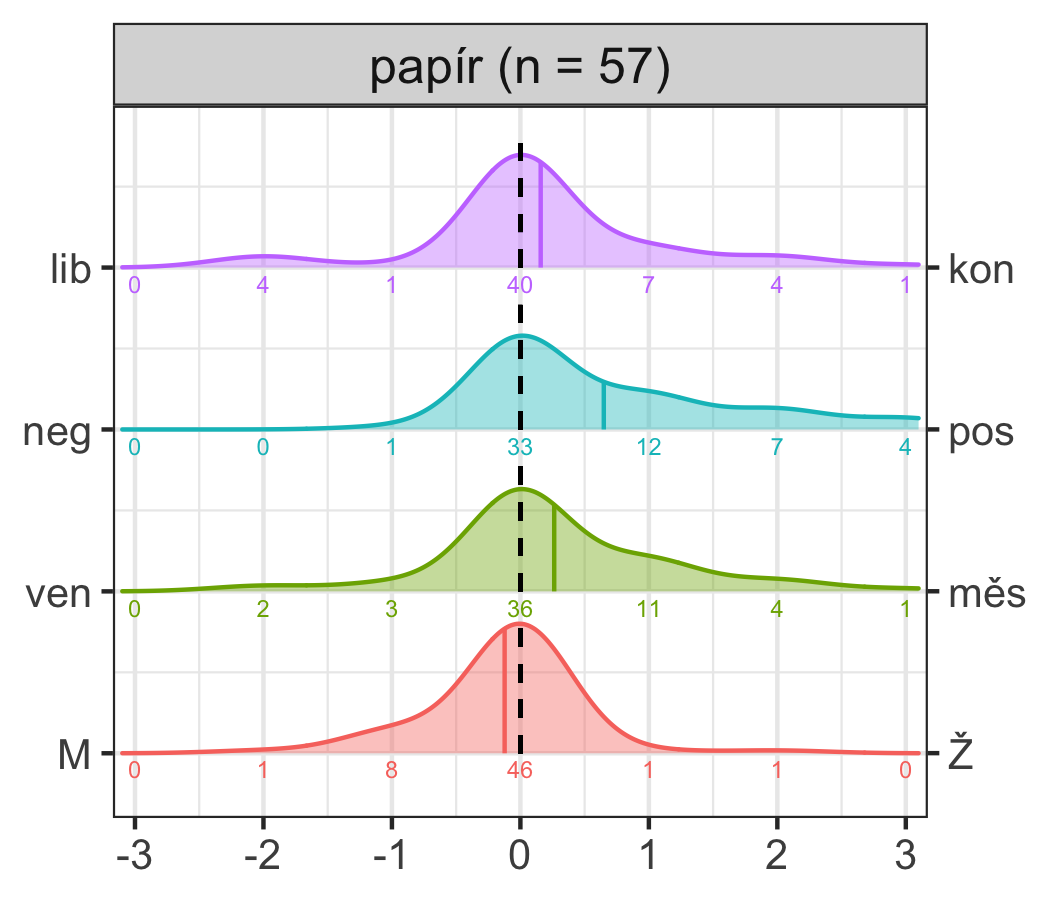 papír (n = 57)
lib kon
0 4 1 40 7 4 1
neg pos
0 0 1 33 12 7 4
ven měs
0 2 3 36 11 4 1
M Ž
0 1 8 46 1 1 0
-3 -2 -1 0 1 2 3